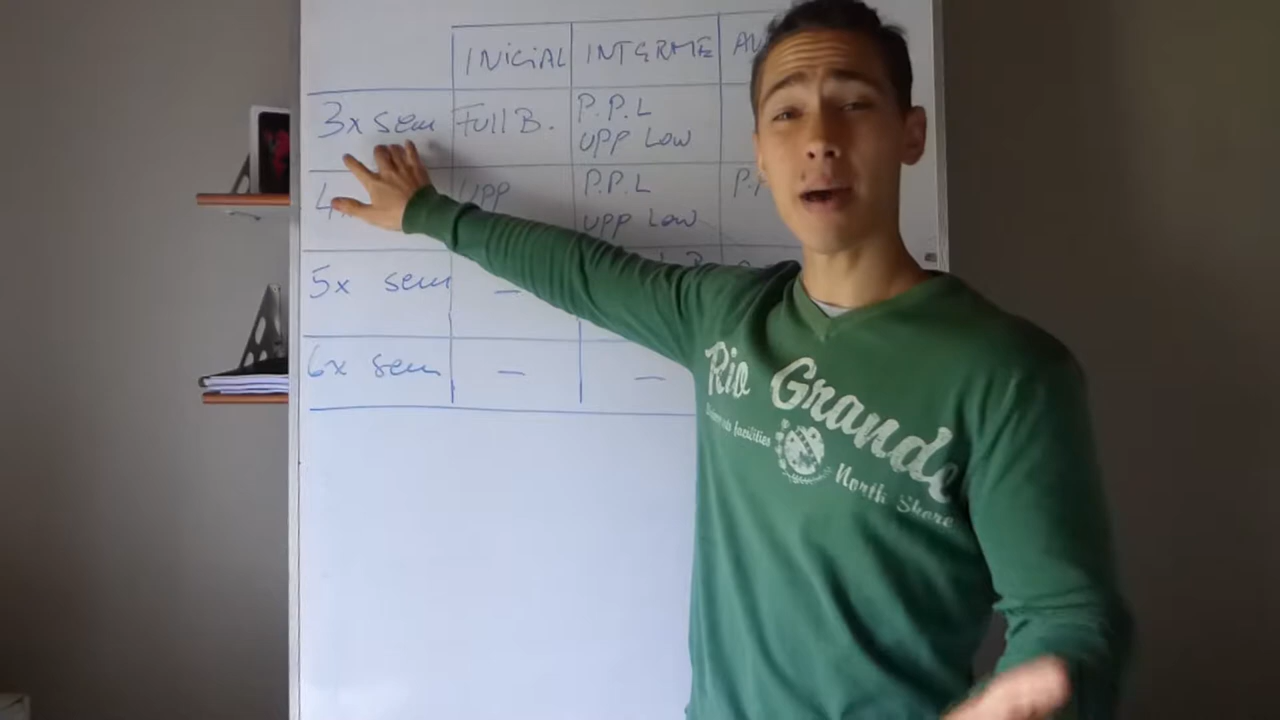 INICIAL INTERME
3x sem Full B. P.P.L
UPP LOW
UPP P.P.L
UPP LOW
5x sem —
6x sem — —
Rio Grande
North Shore